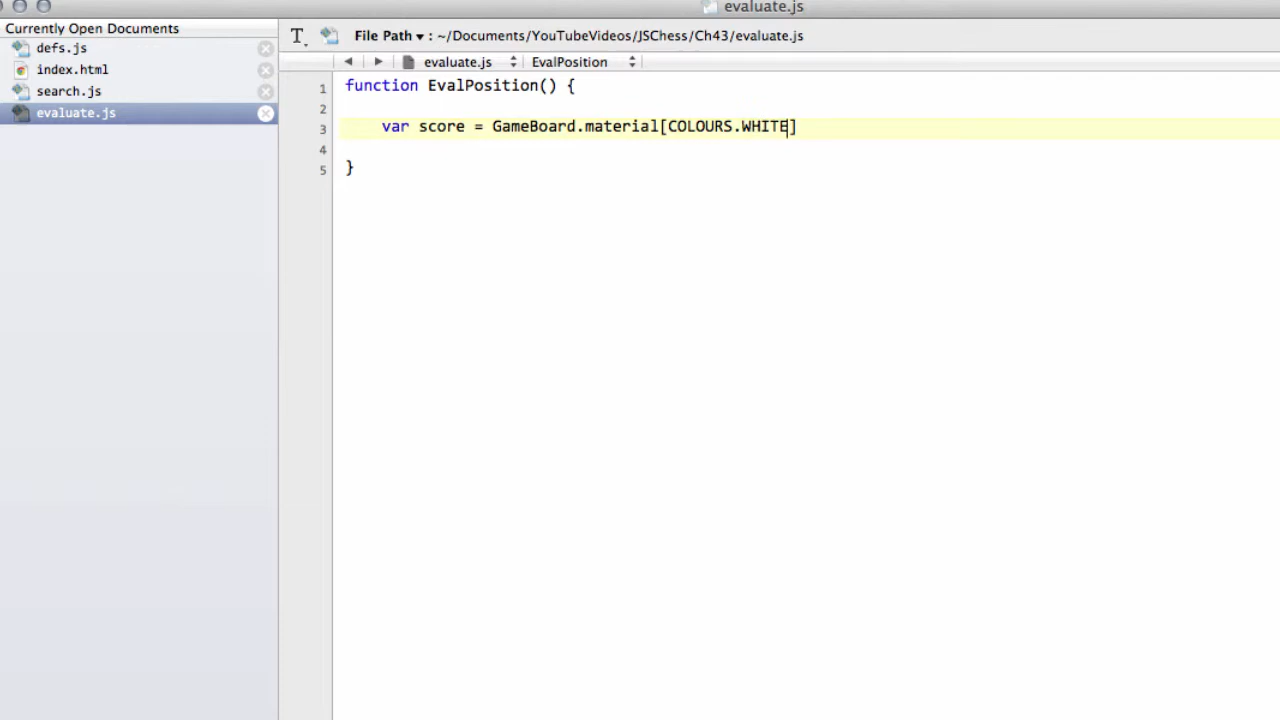 evaluate.js
Currently Open Documents
defs.js
index.html
search.js
evaluate.js
T. File Path ▾ : ~/Documents/YouTubeVideos/JSChess/Ch43/evaluate.js
evaluate.js EvalPosition
1 function EvalPosition() {
2
3 var score = GameBoard.material[COLOURS.WHITE]
4
5 }